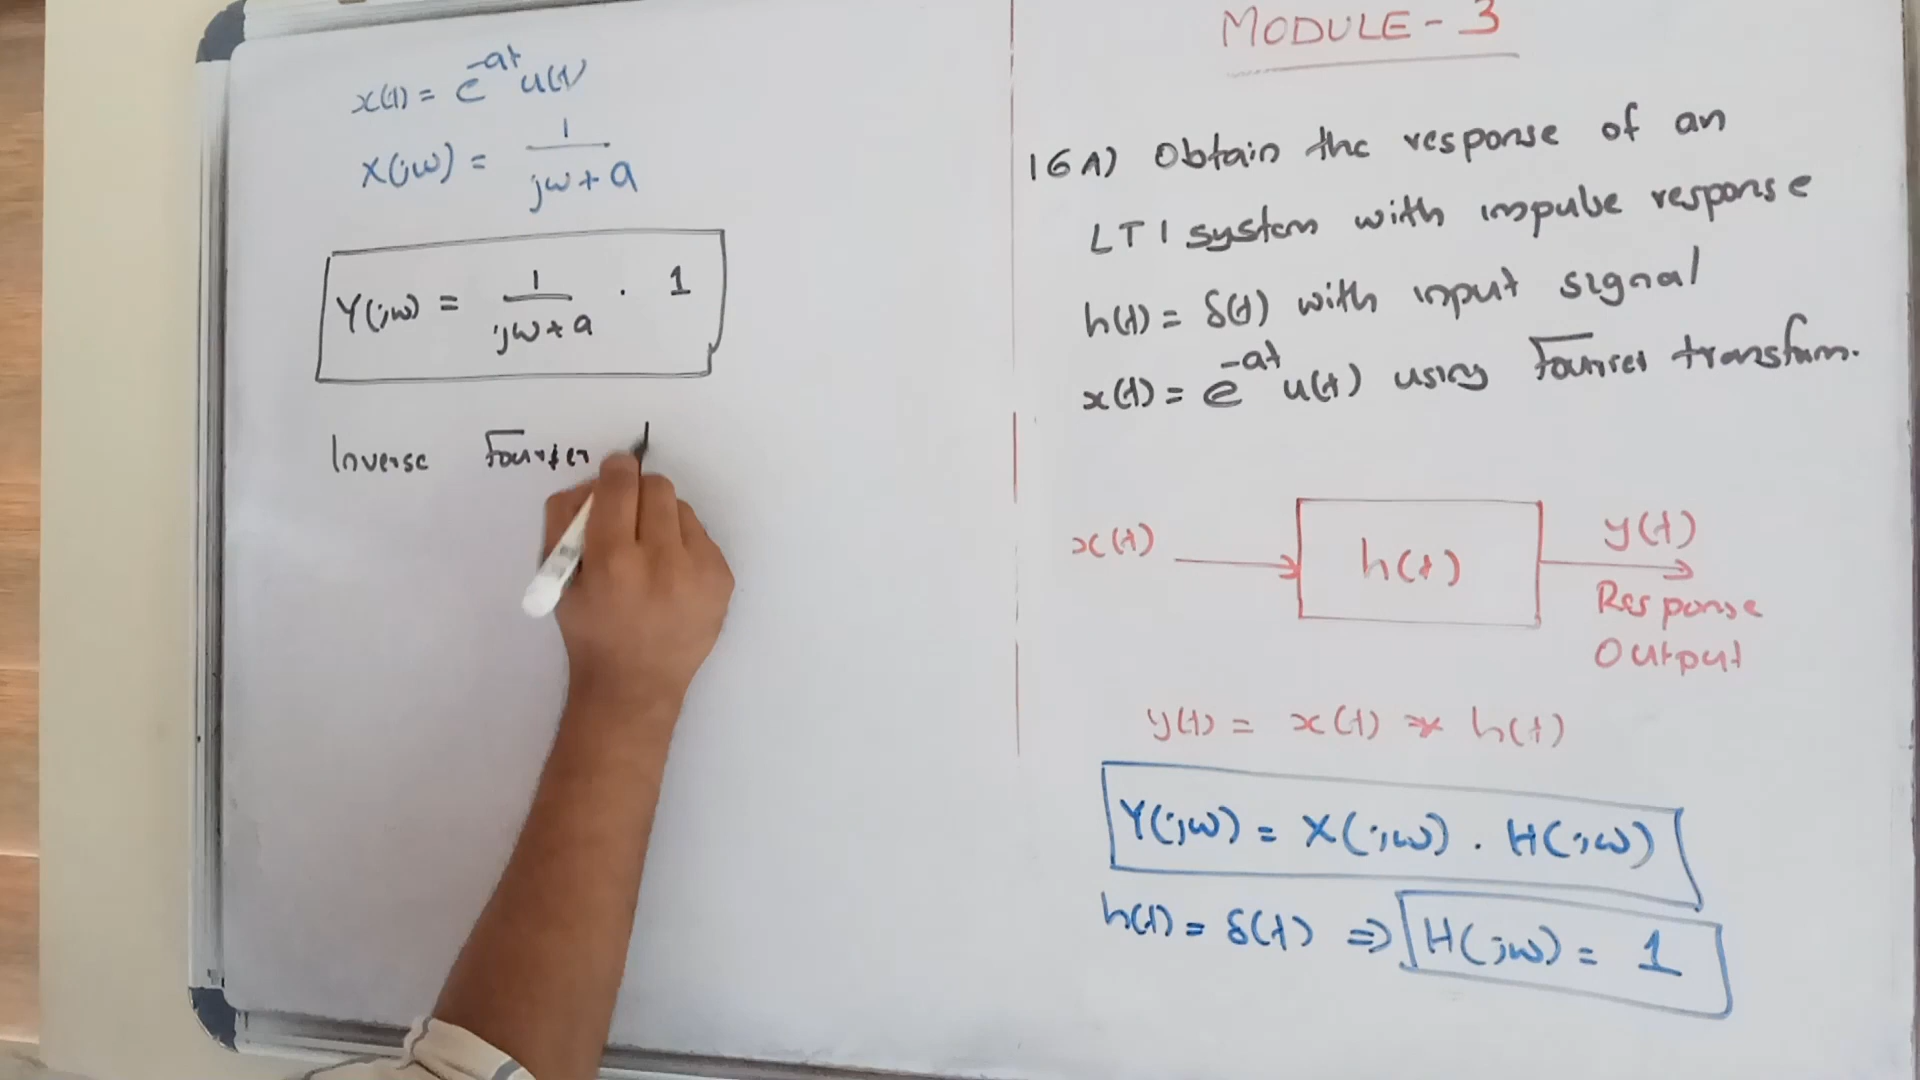 x(t) = e^-at u(t)
X(jω) = 1 / jω + a
Y(jω) = 1 / jω + a . 1
Inverse Fourier
MODULE - 3
16A) Obtain the response of an
LTI system with impulse response
h(t) = δ(t) with input signal
x(t) = e^-at u(t) using Fourier transform.
x(t)
h(t)
y(t)
Response
Output
y(t) = x(t) * h(t)
Y(jω) = X(jω) . H(jω)
h(t) = δ(t) ⇒ H(jω) = 1